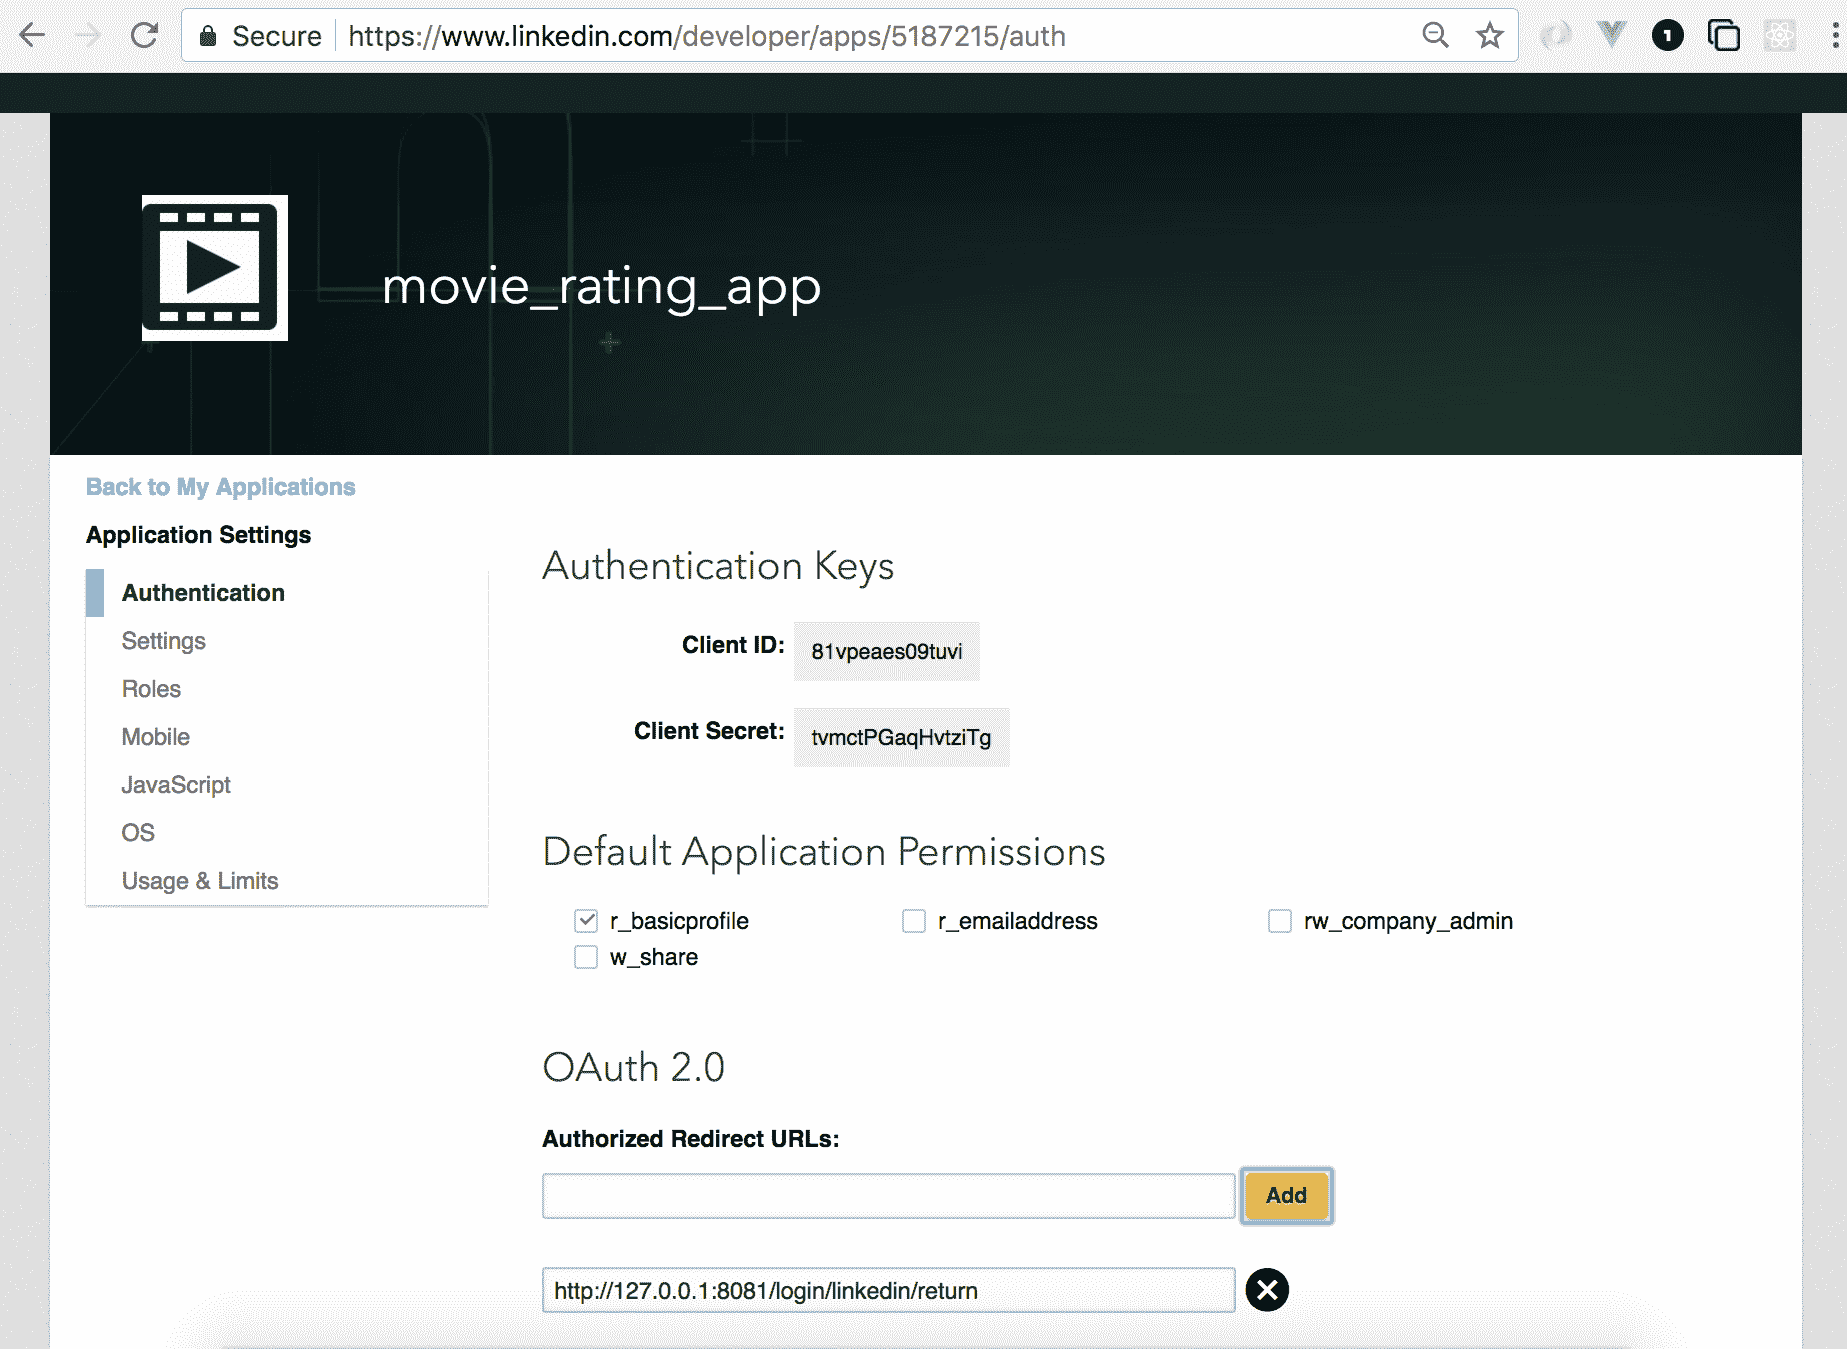 Secure https://www.linkedin.com/developer/apps/5187215/auth
1
movie_rating_app
Back to My Applications
Application Settings
Authentication
Settings
Roles
Mobile
JavaScript
OS
Usage & Limits
Authentication Keys
Client ID: 81vpeaes09tuvi
Client Secret: tvmctPGaqHvtziTg
Default Application Permissions
r_basicprofile r_emailaddress rw_company_admin
w_share
OAuth 2.0
Authorized Redirect URLs:
Add
http://127.0.0.1:8081/login/linkedin/return